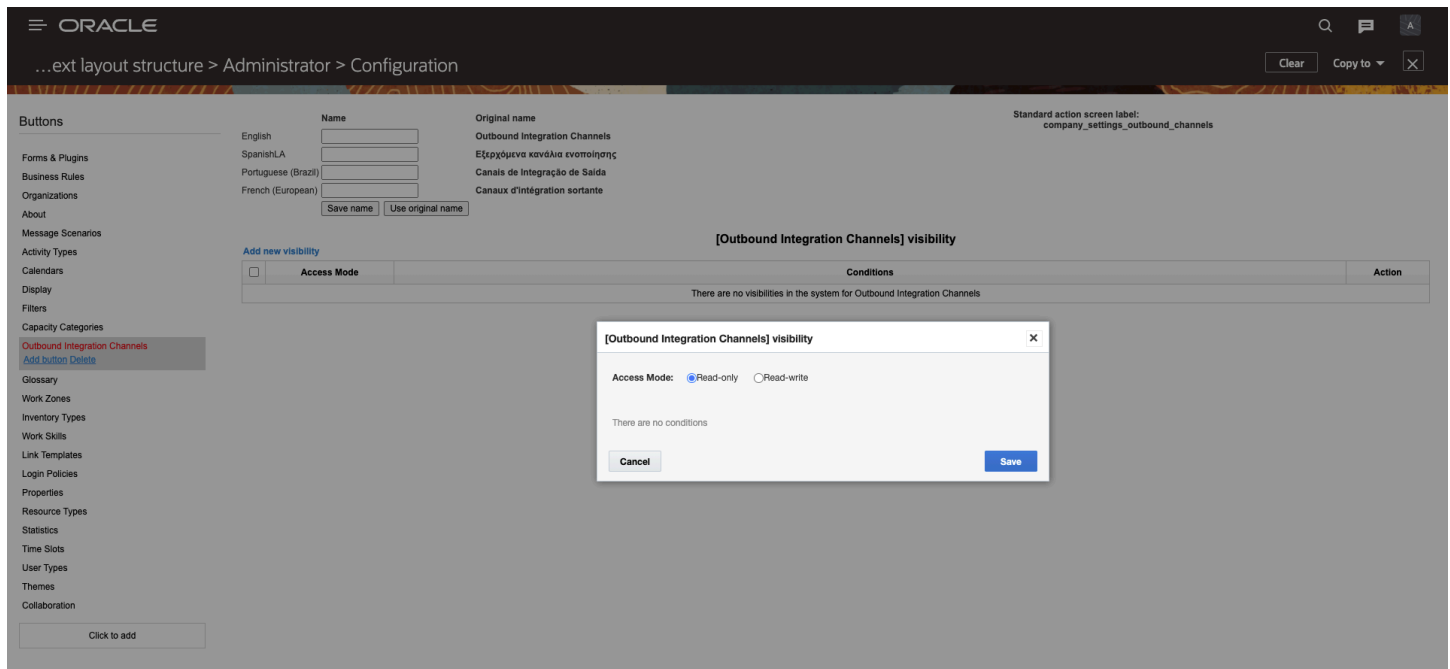 ORACLE
A
…ext layout structure > Administrator > Configuration
Clear
Copy to
Buttons
Forms & Plugins
Business Rules
Organizations
About
Message Scenarios
Activity Types
Calendars
Display
Filters
Capacity Categories
Outbound Integration Channels
Add button Delete
Glossary
Work Zones
Inventory Types
Work Skills
Link Templates
Login Policies
Properties
Resource Types
Statistics
Time Slots
User Types
Themes
Collaboration
Click to add
Name Original name
English Outbound Integration Channels
SpanishLA Εξερχόμενα κανάλια ενοποίησης
Portuguese (Brazil) Canais de Integração de Saída
French (European) Canaux d'intégration sortante
Save name Use original name
Standard action screen label:
company_settings_outbound_channels
[Outbound Integration Channels] visibility
Add new visibility
Access Mode Conditions Action
There are no visibilities in the system for Outbound Integration Channels
[Outbound Integration Channels] visibility
Access Mode: Read-only Read-write
There are no conditions
Cancel Save